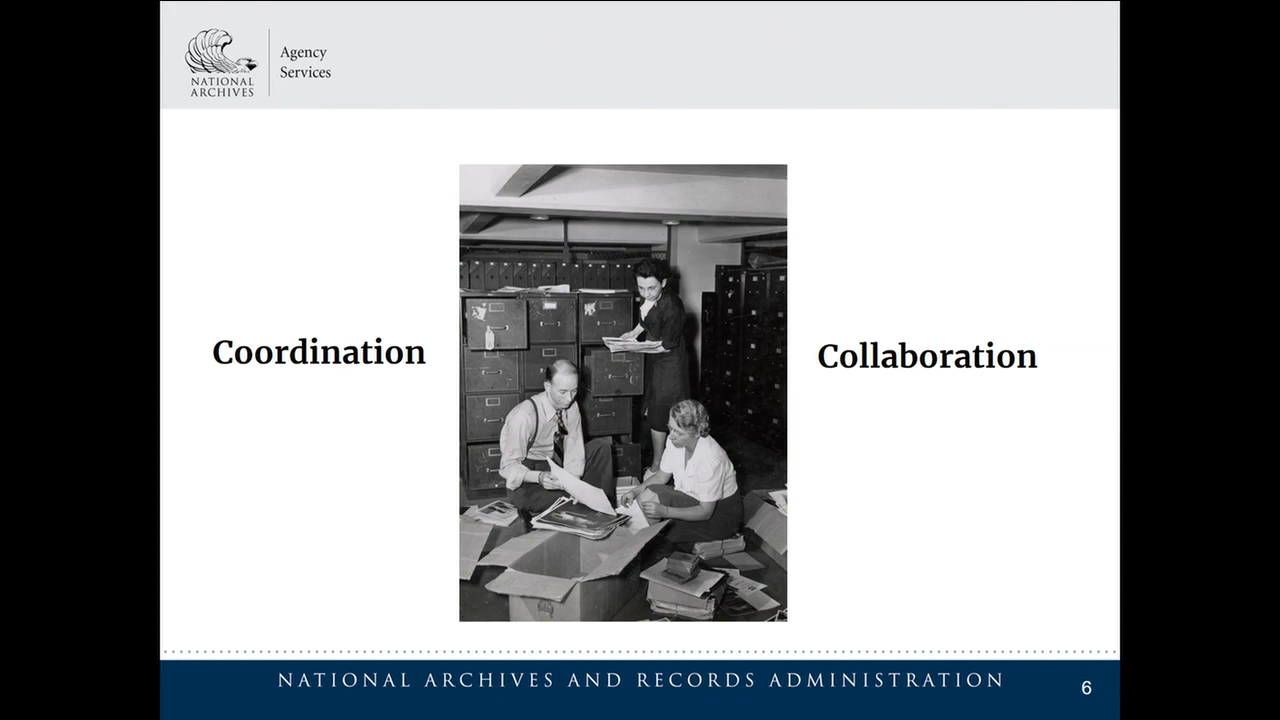 NATIONAL
ARCHIVES
Agency
Services
Coordination
Collaboration
NATIONAL ARCHIVES AND RECORDS ADMINISTRATION
6